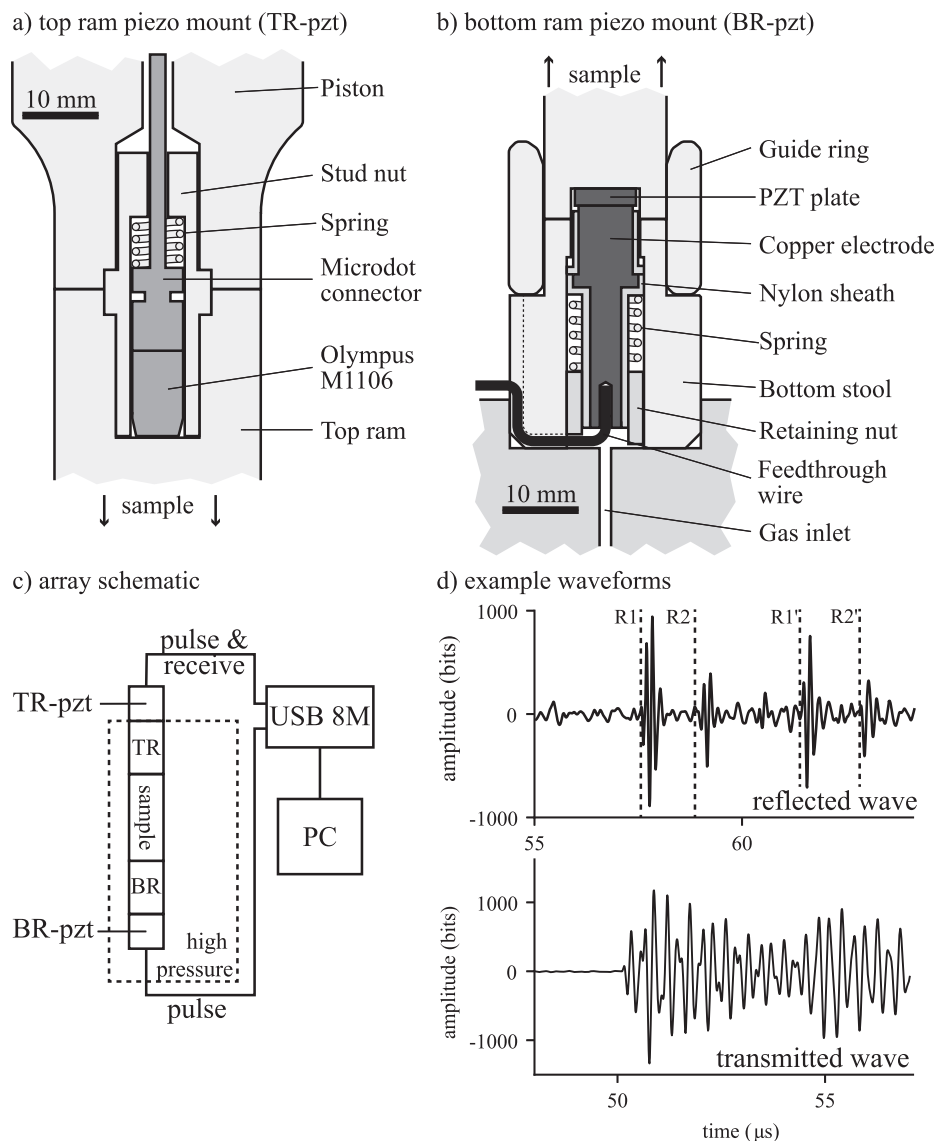 a) top ram piezo mount (TR-pzt)
10 mm
Piston
Stud nut
Spring
Microdot
connector
Olympus
M1106
Top ram
sample
b) bottom ram piezo mount (BR-pzt)
sample
Guide ring
PZT plate
Copper electrode
Nylon sheath
Spring
Bottom stool
Retaining nut
Feedthrough
wire
Gas inlet
10 mm
c) array schematic
pulse &
receive
TR-pzt
USB 8M
TR
sample
PC
BR
BR-pzt
high
pressure
pulse
d) example waveforms
amplitude (bits)
1000
0
-1000
R1
R2
R1'
R2'
reflected wave
55
60
amplitude (bits)
1000
0
-1000
transmitted wave
50
55
time (μs)